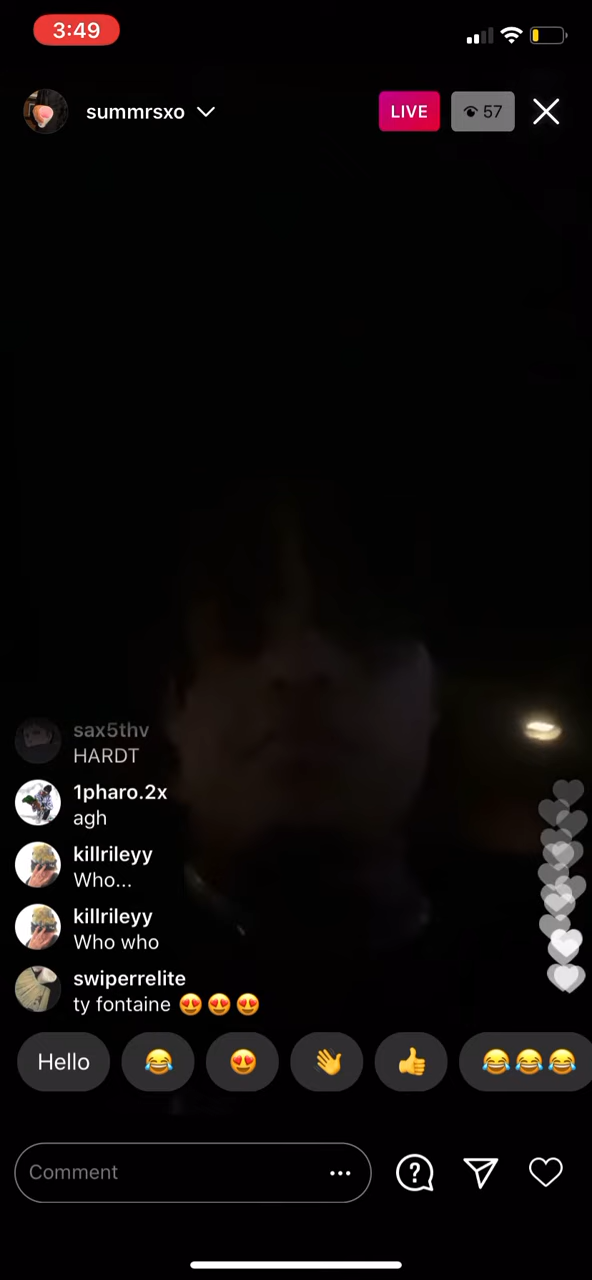 3:49
summrsxo
LIVE
57
sax5thv
HARDT
1pharo.2x
agh
killrileyy
Who...
killrileyy
Who who
swiperrelite
ty fontaine 😍😍😍
Hello 😂 😍 👋 👍 😂😂😂
Comment